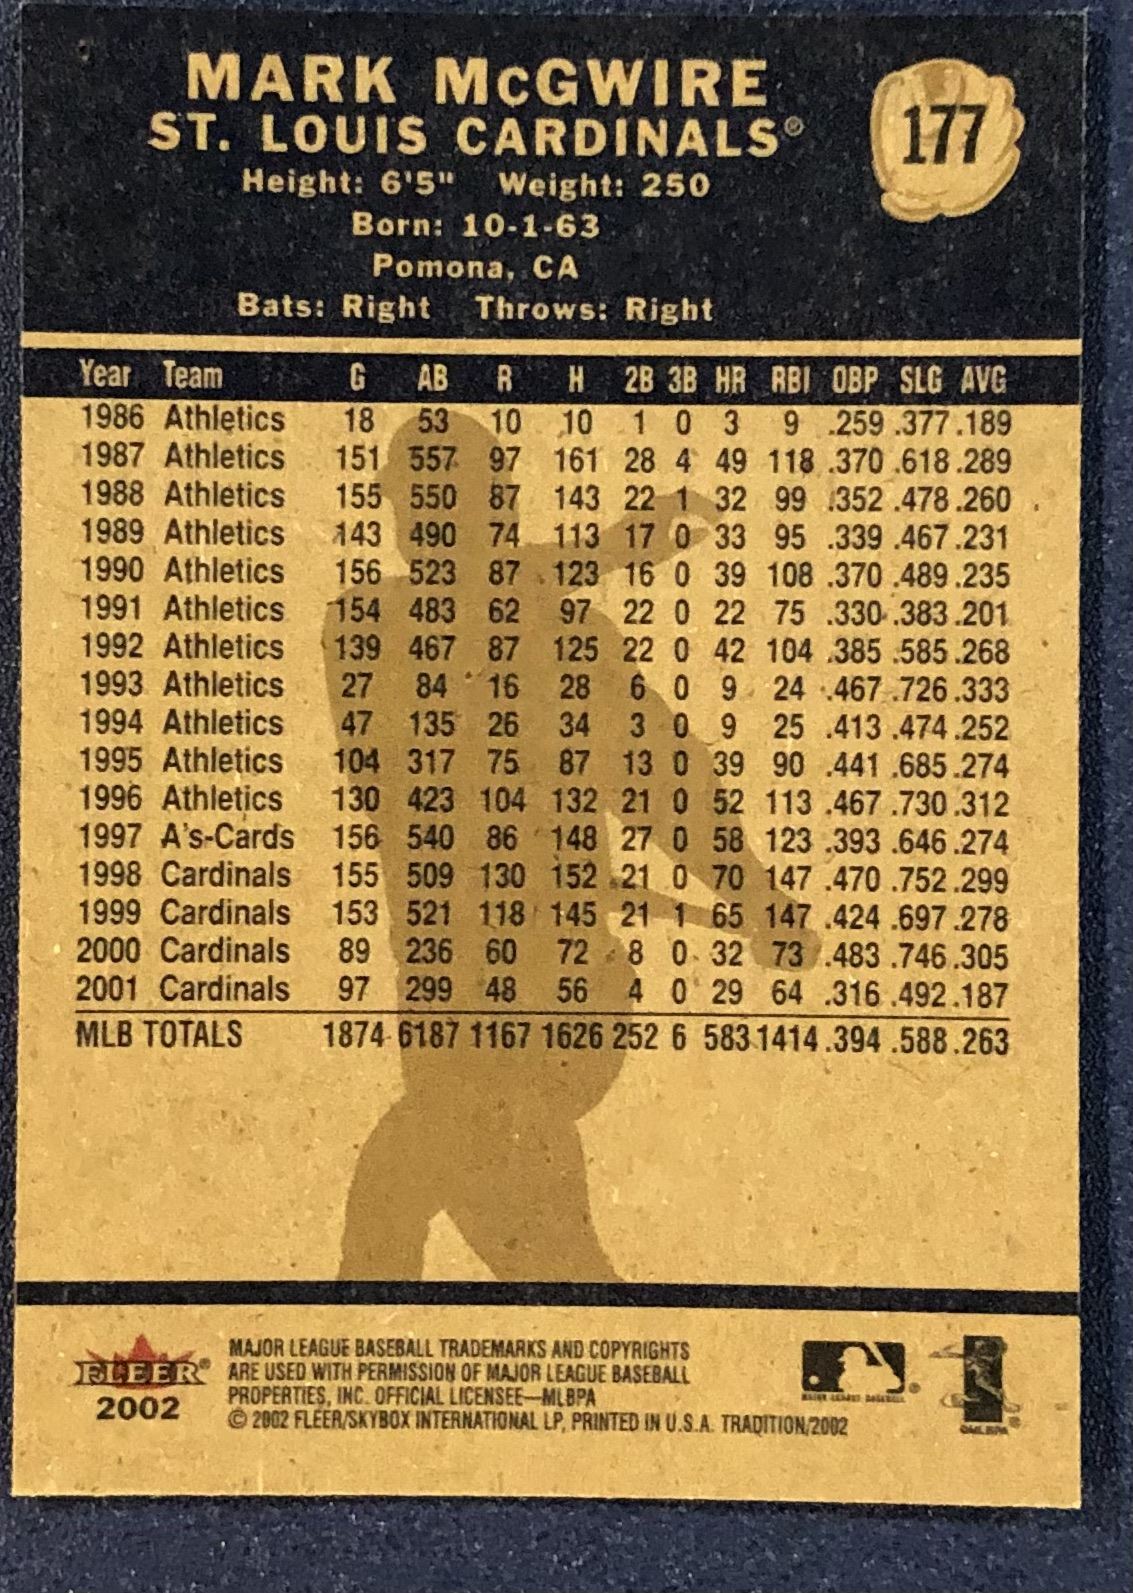 MARK McGWIRE
177
ST. LOUIS CARDINALS®
Height: 6'5" Weight: 250
Born: 10-1-63
Pomona, CA
Bats: Right Throws: Right
Year Team G AB R H 2B 3B HR RBI OBP SLG AVG
1986 Athletics 18 53 10 10 1 0 3 9 .259 .377 .189
1987 Athletics 151 557 97 161 28 4 49 118 .370 .618 .289
1988 Athletics 155 550 87 143 22 1 32 99 .352 .478 .260
1989 Athletics 143 490 74 113 17 0 33 95 .339 .467 .231
1990 Athletics 156 523 87 123 16 0 39 108 .370 .489 .235
1991 Athletics 154 483 62 97 22 0 22 75 .330 .383 .201
1992 Athletics 139 467 87 125 22 0 42 104 .385 .585 .268
1993 Athletics 27 84 16 28 6 0 9 24 .467 .726 .333
1994 Athletics 47 135 26 34 3 0 9 25 .413 .474 .252
1995 Athletics 104 317 75 87 13 0 39 90 .441 .685 .274
1996 Athletics 130 423 104 132 21 0 52 113 .467 .730 .312
1997 A's-Cards 156 540 86 148 27 0 58 123 .393 .646 .274
1998 Cardinals 155 509 130 152 21 0 70 147 .470 .752 .299
1999 Cardinals 153 521 118 145 21 1 65 147 .424 .697 .278
2000 Cardinals 89 236 60 72 8 0 32 73 .483 .746 .305
2001 Cardinals 97 299 48 56 4 0 29 64 .316 .492 .187
MLB TOTALS 1874 6187 1167 1626 252 6 583 1414 .394 .588 .263
FLEER®
2002
MAJOR LEAGUE BASEBALL TRADEMARKS AND COPYRIGHTS
ARE USED WITH PERMISSION OF MAJOR LEAGUE BASEBALL
PROPERTIES, INC. OFFICIAL LICENSEE—MLBPA
© 2002 FLEER/SKYBOX INTERNATIONAL LP, PRINTED IN U.S.A. TRADITION/2002
MAJOR LEAGUE BASEBALL
®
©MLBPA